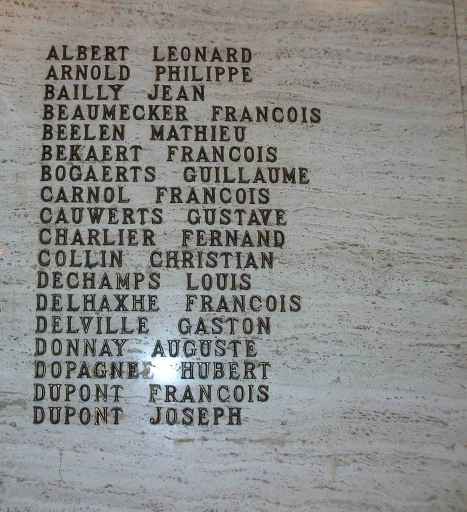 ALBERT LEONARD
ARNOLD PHILIPPE
BAILLY JEAN
BEAUMECKER FRANCOIS
BEELEN MATHIEU
BEKAERT FRANCOIS
BOGAERTS GUILLAUME
CARNOL FRANCOIS
CAUWERTS GUSTAVE
CHARLIER FERNAND
COLLIN CHRISTIAN
DECHAMPS LOUIS
DELHAXHE FRANCOIS
DELVILLE GASTON
DONNAY AUGUSTE
DOPAGNEE HUBERT
DUPONT FRANCOIS
DUPONT JOSEPH